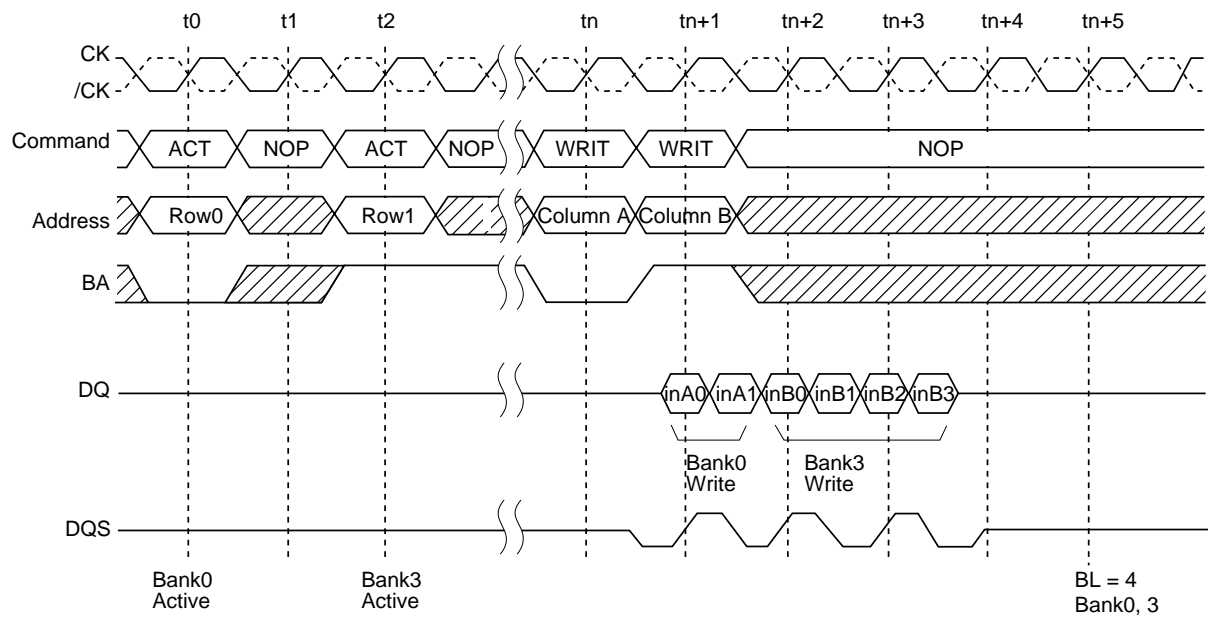 t0 t1 t2 tn tn+1 tn+2 tn+3 tn+4 tn+5
CK
/CK
Command ACT NOP ACT NOP WRIT WRIT NOP
Address Row0 Row1 Column A Column B
BA
DQ inA0 inA1 inB0 inB1 inB2 inB3
Bank0 Bank3
Write Write
DQS
Bank0 Bank3 BL = 4
Active Active Bank0, 3